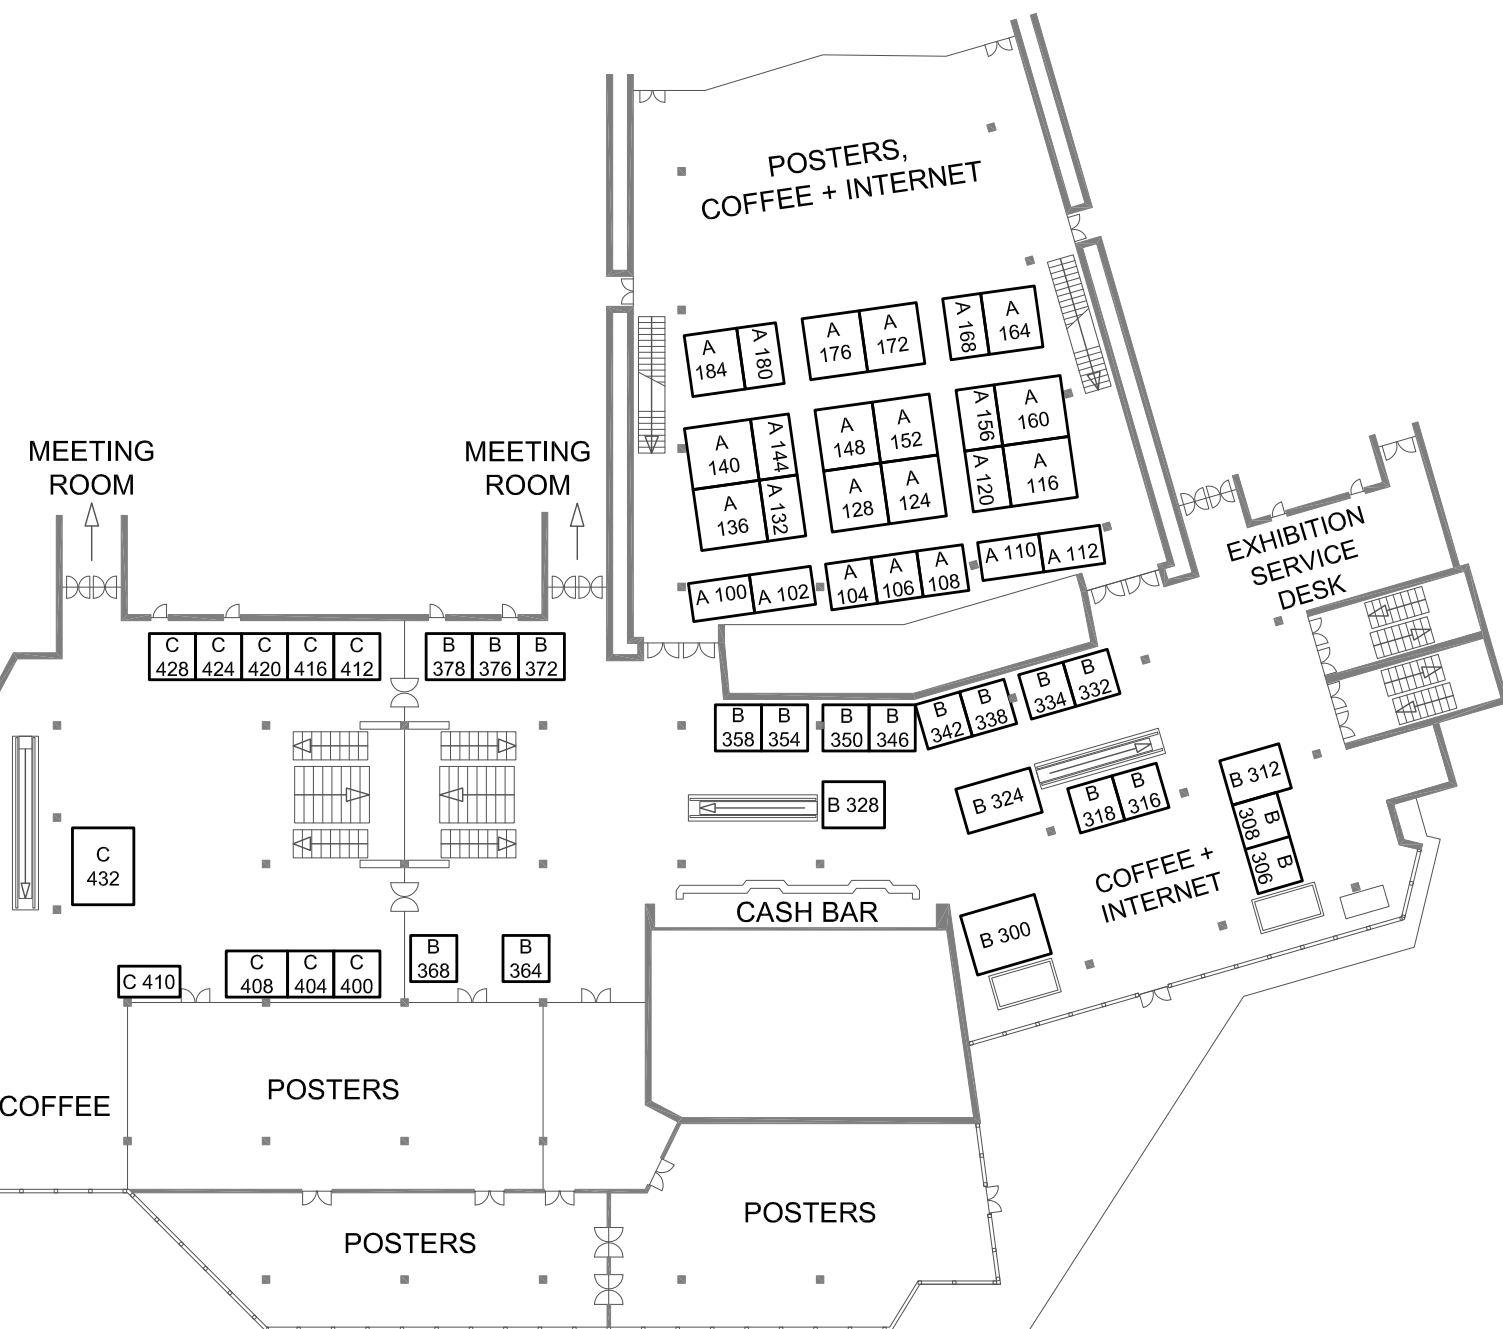 POSTERS,
COFFEE + INTERNET
A
184
A 180
A
176
A
172
A 168
A
164
A
140
A 144
A
148
A
152
A 156
A
160
A
136
A 132
A
128
A
124
A 120
A
116
A 100
A 102
A
104
A
106
A
108
A 110
A 112
MEETING
ROOM
MEETING
ROOM
EXHIBITION
SERVICE
DESK
C
428
C
424
C
420
C
416
C
412
B
378
B
376
B
372
B
358
B
354
B
350
B
346
B
342
B
338
B
334
B
332
B 328
B 324
B
318
B
316
B 312
B
308
B
306
C
432
COFFEE +
INTERNET
CASH BAR
B 300
C 410
C
408
C
404
C
400
B
368
B
364
COFFEE
POSTERS
POSTERS
POSTERS